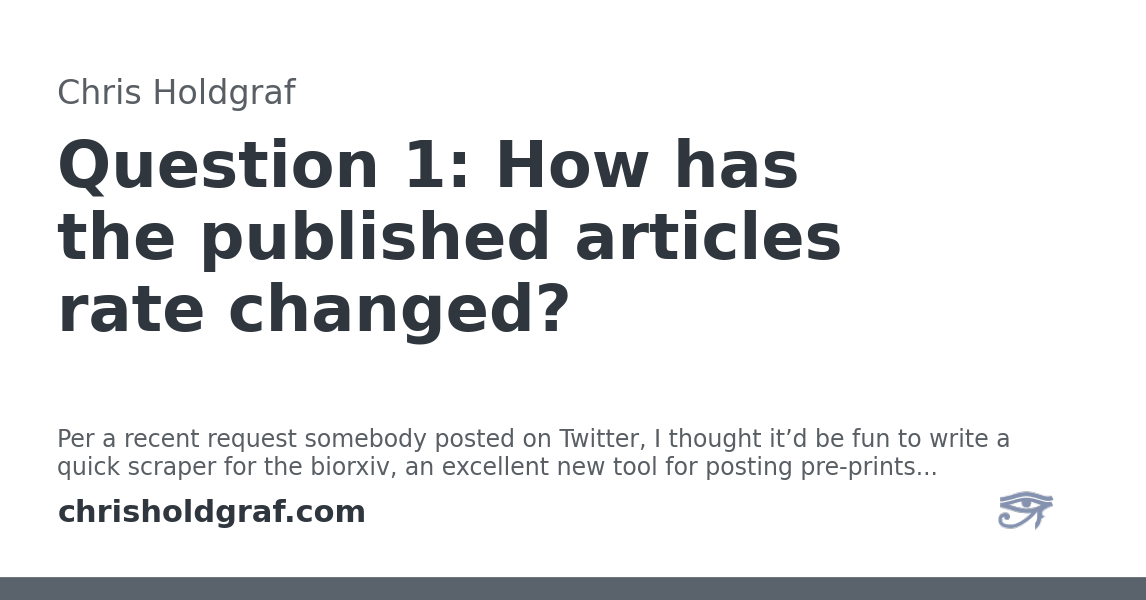 Chris Holdgraf
Question 1: How has
the published articles
rate changed?
Per a recent request somebody posted on Twitter, I thought it’d be fun to write a
quick scraper for the biorxiv, an excellent new tool for posting pre-prints...
chrisholdgraf.com